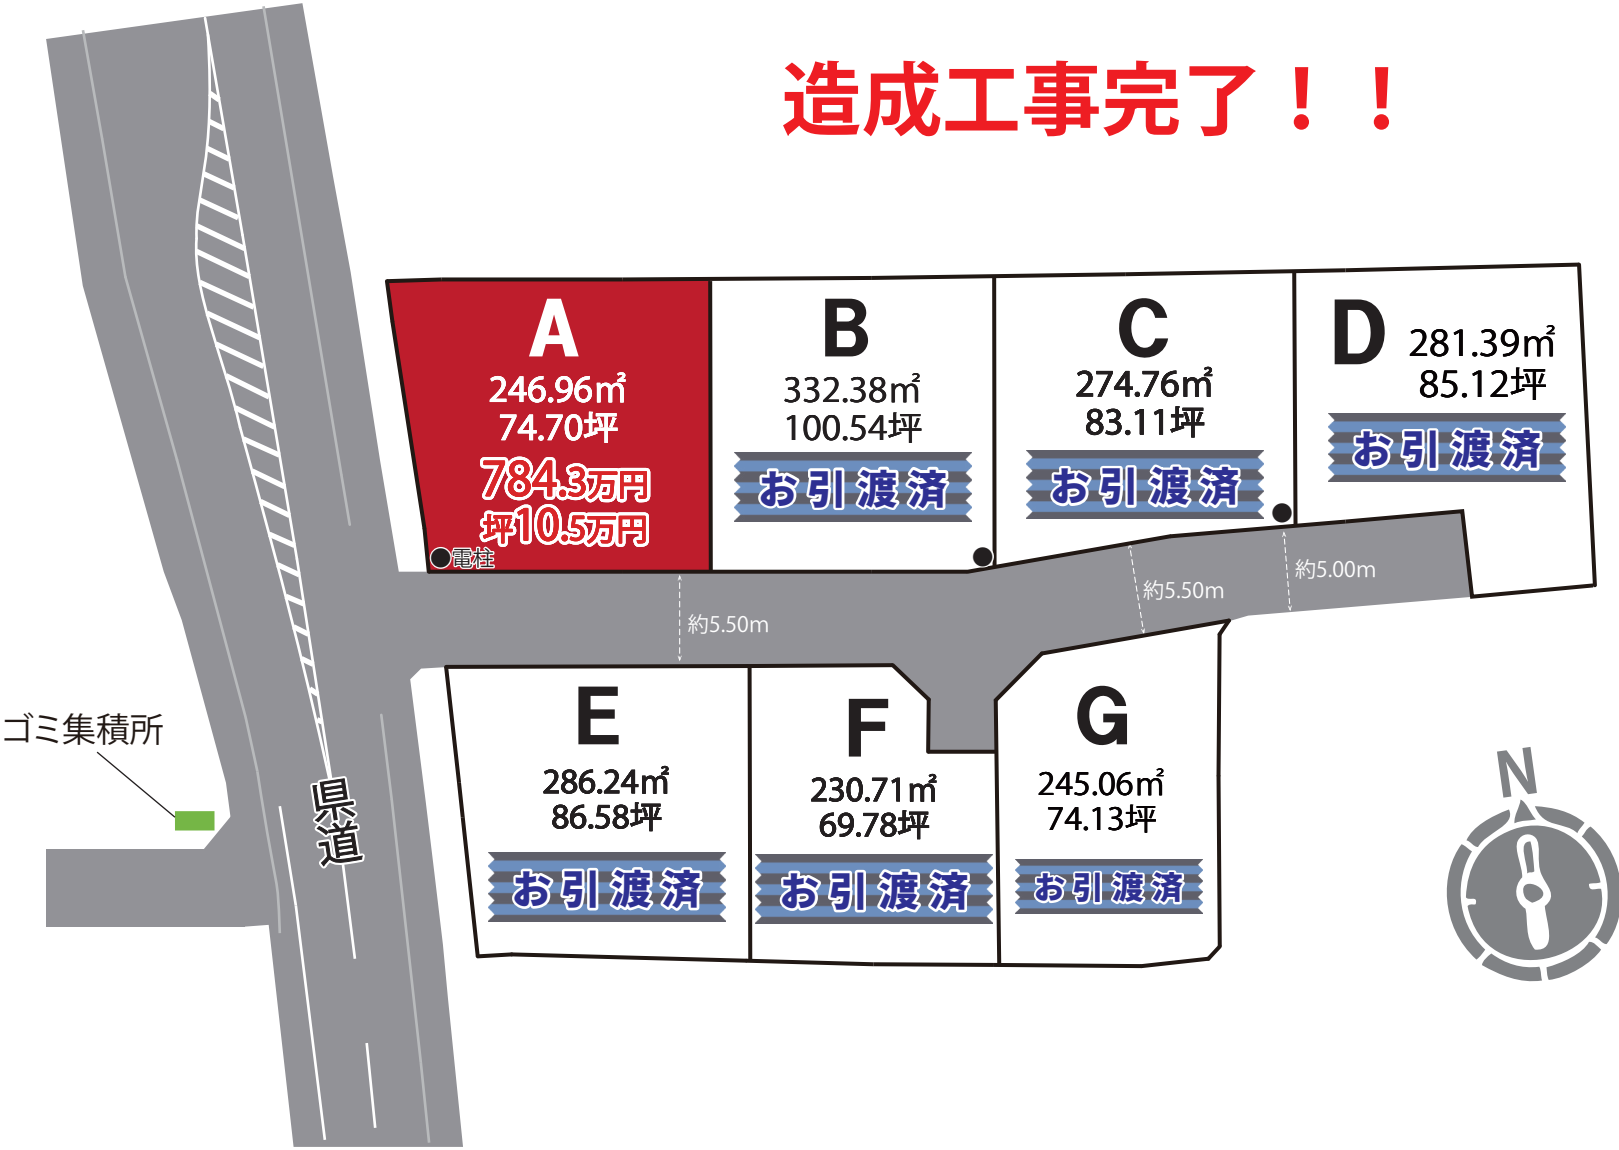 造成工事完了！！
A
246.96㎡
74.70坪
784.3万円
坪10.5万円
電柱
B
332.38㎡
100.54坪
お引渡済
C
274.76㎡
83.11坪
お引渡済
D
281.39㎡
85.12坪
お引渡済
約5.50m
約5.50m
約5.00m
E
286.24㎡
86.58坪
お引渡済
F
230.71㎡
69.78坪
お引渡済
G
245.06㎡
74.13坪
お引渡済
ゴミ集積所
県道
N